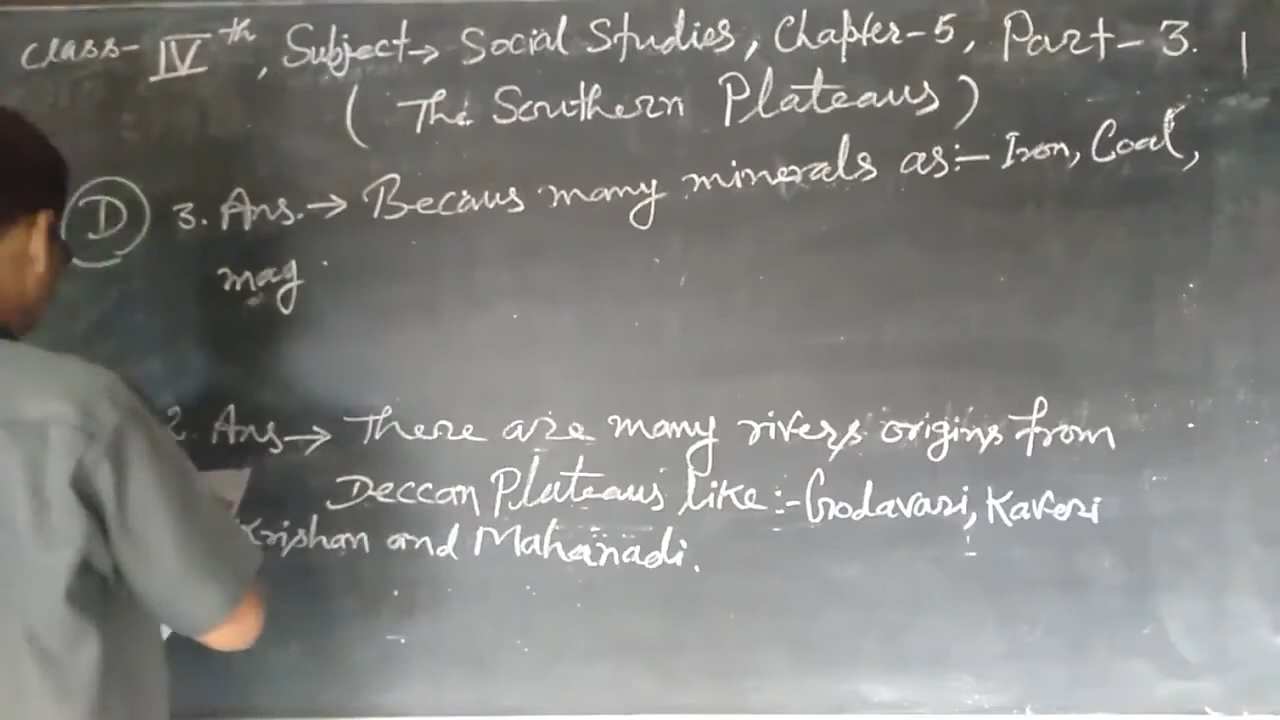 Class- IVth, Subject→ Social Studies, Chapter-5, Part-3.
(The Southern Plateaus)
D 3. Ans.→ Becaus many minerals as:- Iron, Coal,
mag
2. Ans→ There are many rivers origins from
Deccan Plateaus like:- Godavari, Kaveri
Krishan and Mahanadi.